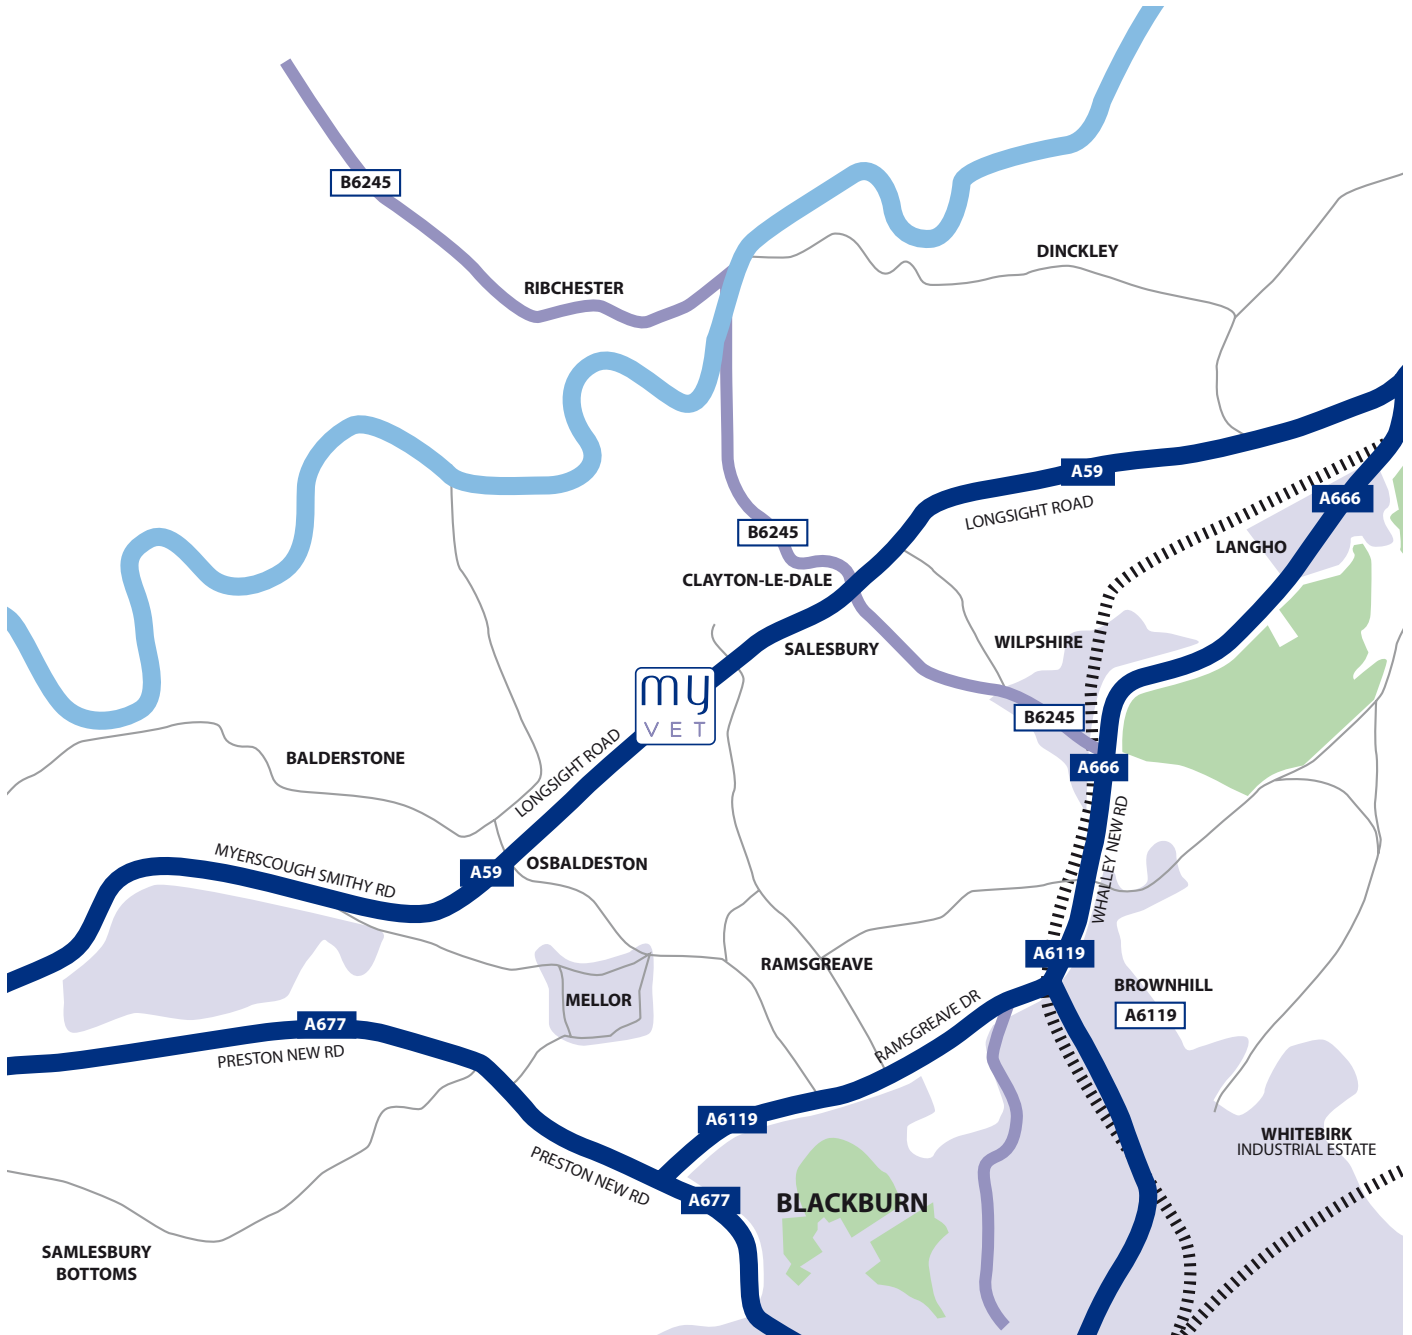 B6245
DINCKLEY
RIBCHESTER
A59
LONGSIGHT ROAD
A666
B6245
LANGHO
CLAYTON-LE-DALE
WILPSHIRE
SALESBURY
my
VET
B6245
LONGSIGHT ROAD
BALDERSTONE
A666
WHALLEY NEW RD
MYERSCOUGH SMITHY RD
A59
OSBALDESTON
A6119
RAMSGREAVE
BROWNHILL
MELLOR
A6119
A677
RAMSGREAVE DR
PRESTON NEW RD
A6119
WHITEBIRK
INDUSTRIAL ESTATE
PRESTON NEW RD
A677
BLACKBURN
SAMLESBURY
BOTTOMS